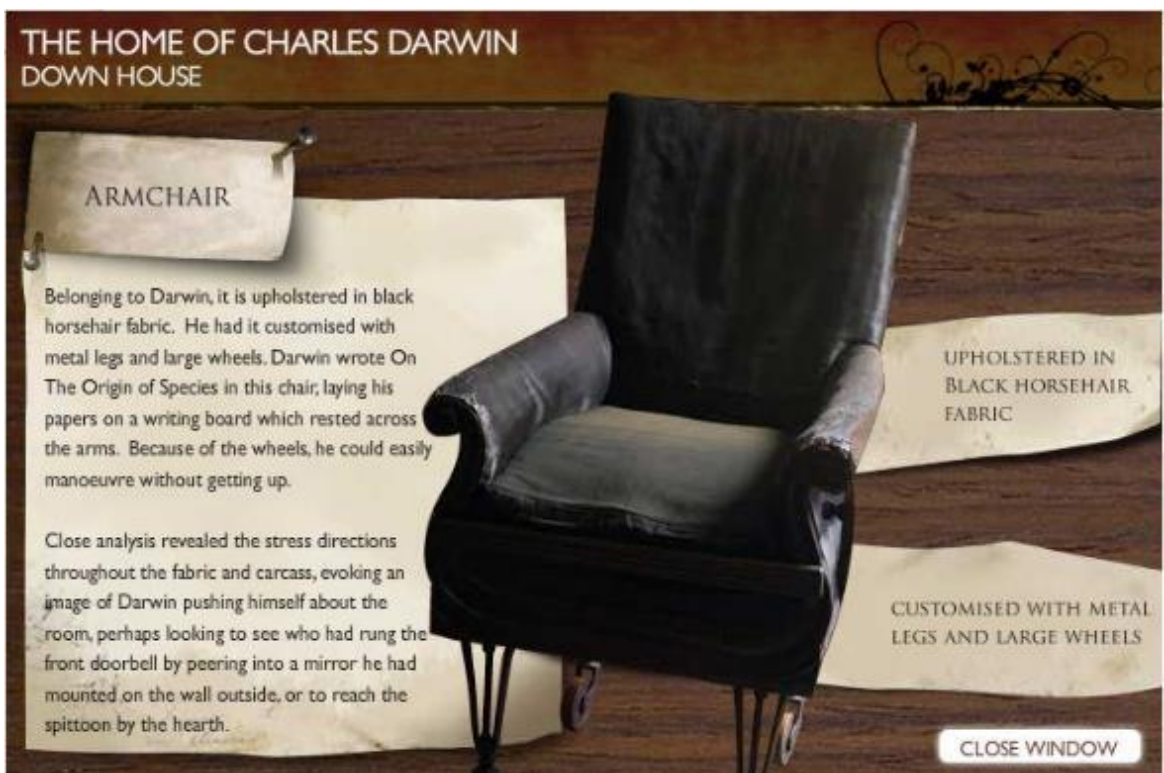 THE HOME OF CHARLES DARWIN
DOWN HOUSE
ARMCHAIR
Belonging to Darwin, it is upholstered in black
horsehair fabric. He had it customised with
metal legs and large wheels. Darwin wrote On
The Origin of Species in this chair, laying his
papers on a writing board which rested across
the arms. Because of the wheels, he could easily
manoeuvre without getting up.
Close analysis revealed the stress directions
throughout the fabric and carcass, evoking an
image of Darwin pushing himself about the
room, perhaps looking to see who had rung the
front doorbell by peering into a mirror he had
mounted on the wall outside, or to reach the
spittoon by the hearth.
UPHOLSTERED IN
BLACK HORSEHAIR
FABRIC
CUSTOMISED WITH METAL
LEGS AND LARGE WHEELS
CLOSE WINDOW